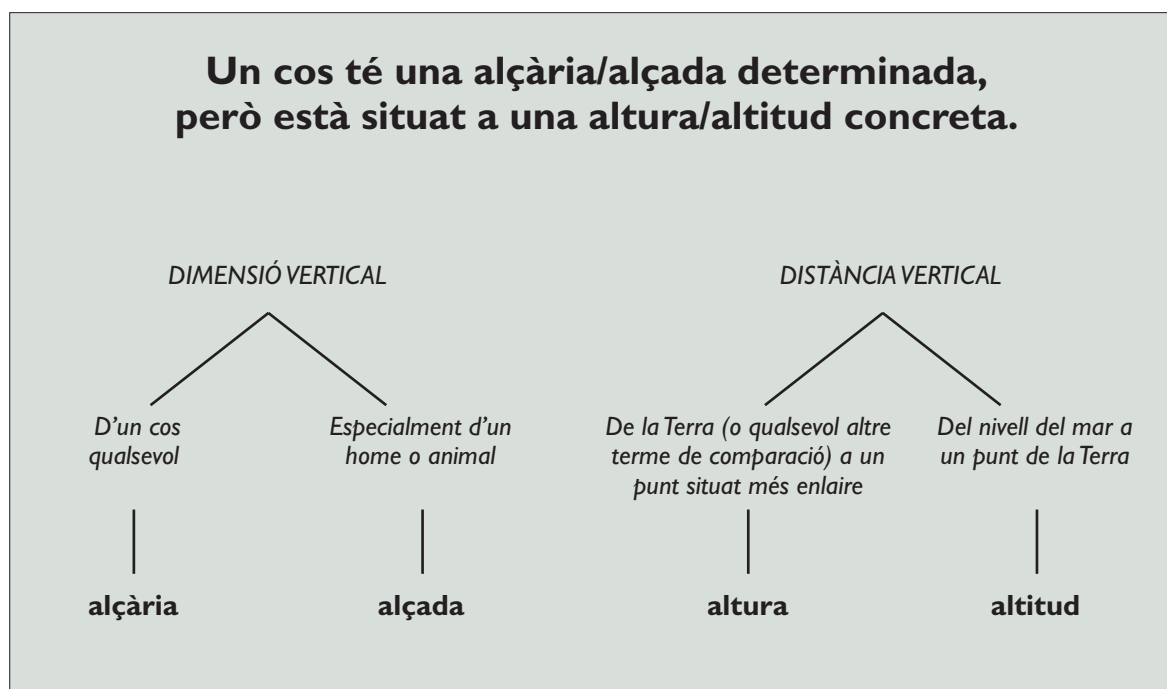 Un cos té una alçària/alçada determinada,
però està situat a una altura/altitud concreta.
DIMENSIÓ VERTICAL
D'un cos
qualsevol
alçària
Especialment d'un
home o animal
alçada
DISTÀNCIA VERTICAL
De la Terra (o qualsevol altre
terme de comparació) a un
punt situat més enlaire
altura
Del nivell del mar a
un punt de la Terra
altitud